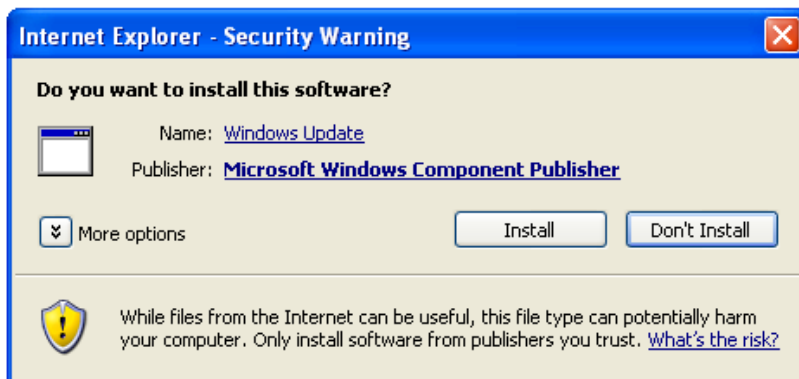 Internet Explorer - Security Warning
Do you want to install this software?
Name: Windows Update
Publisher: Microsoft Windows Component Publisher
More options Install Don't Install
While files from the Internet can be useful, this file type can potentially harm
your computer. Only install software from publishers you trust. What's the risk?